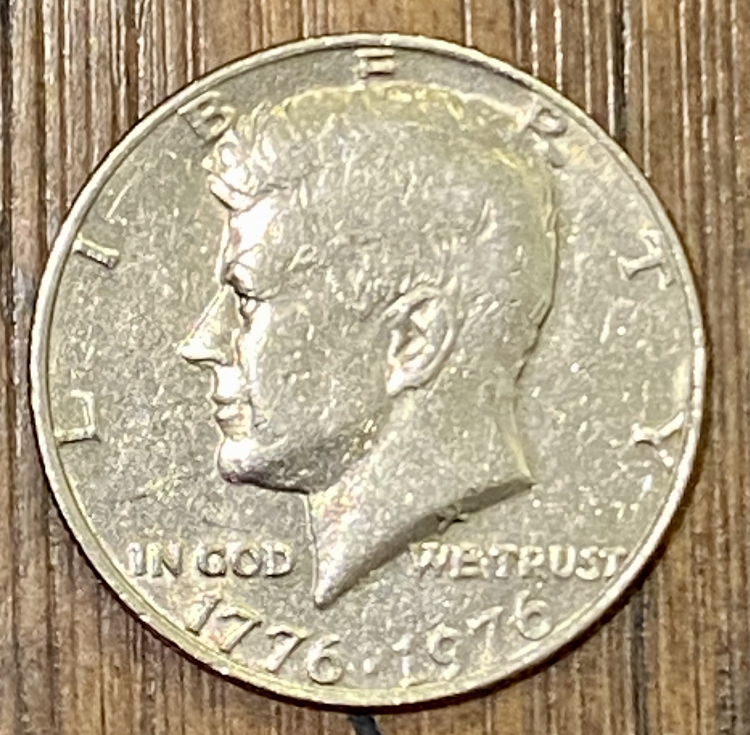 LIBERTY
IN GOD WE TRUST
1776 · 1976